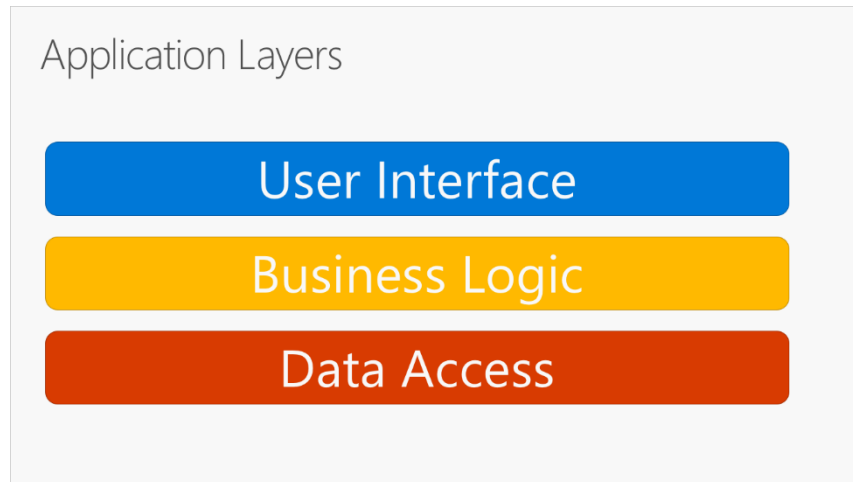 Application Layers
User Interface
Business Logic
Data Access